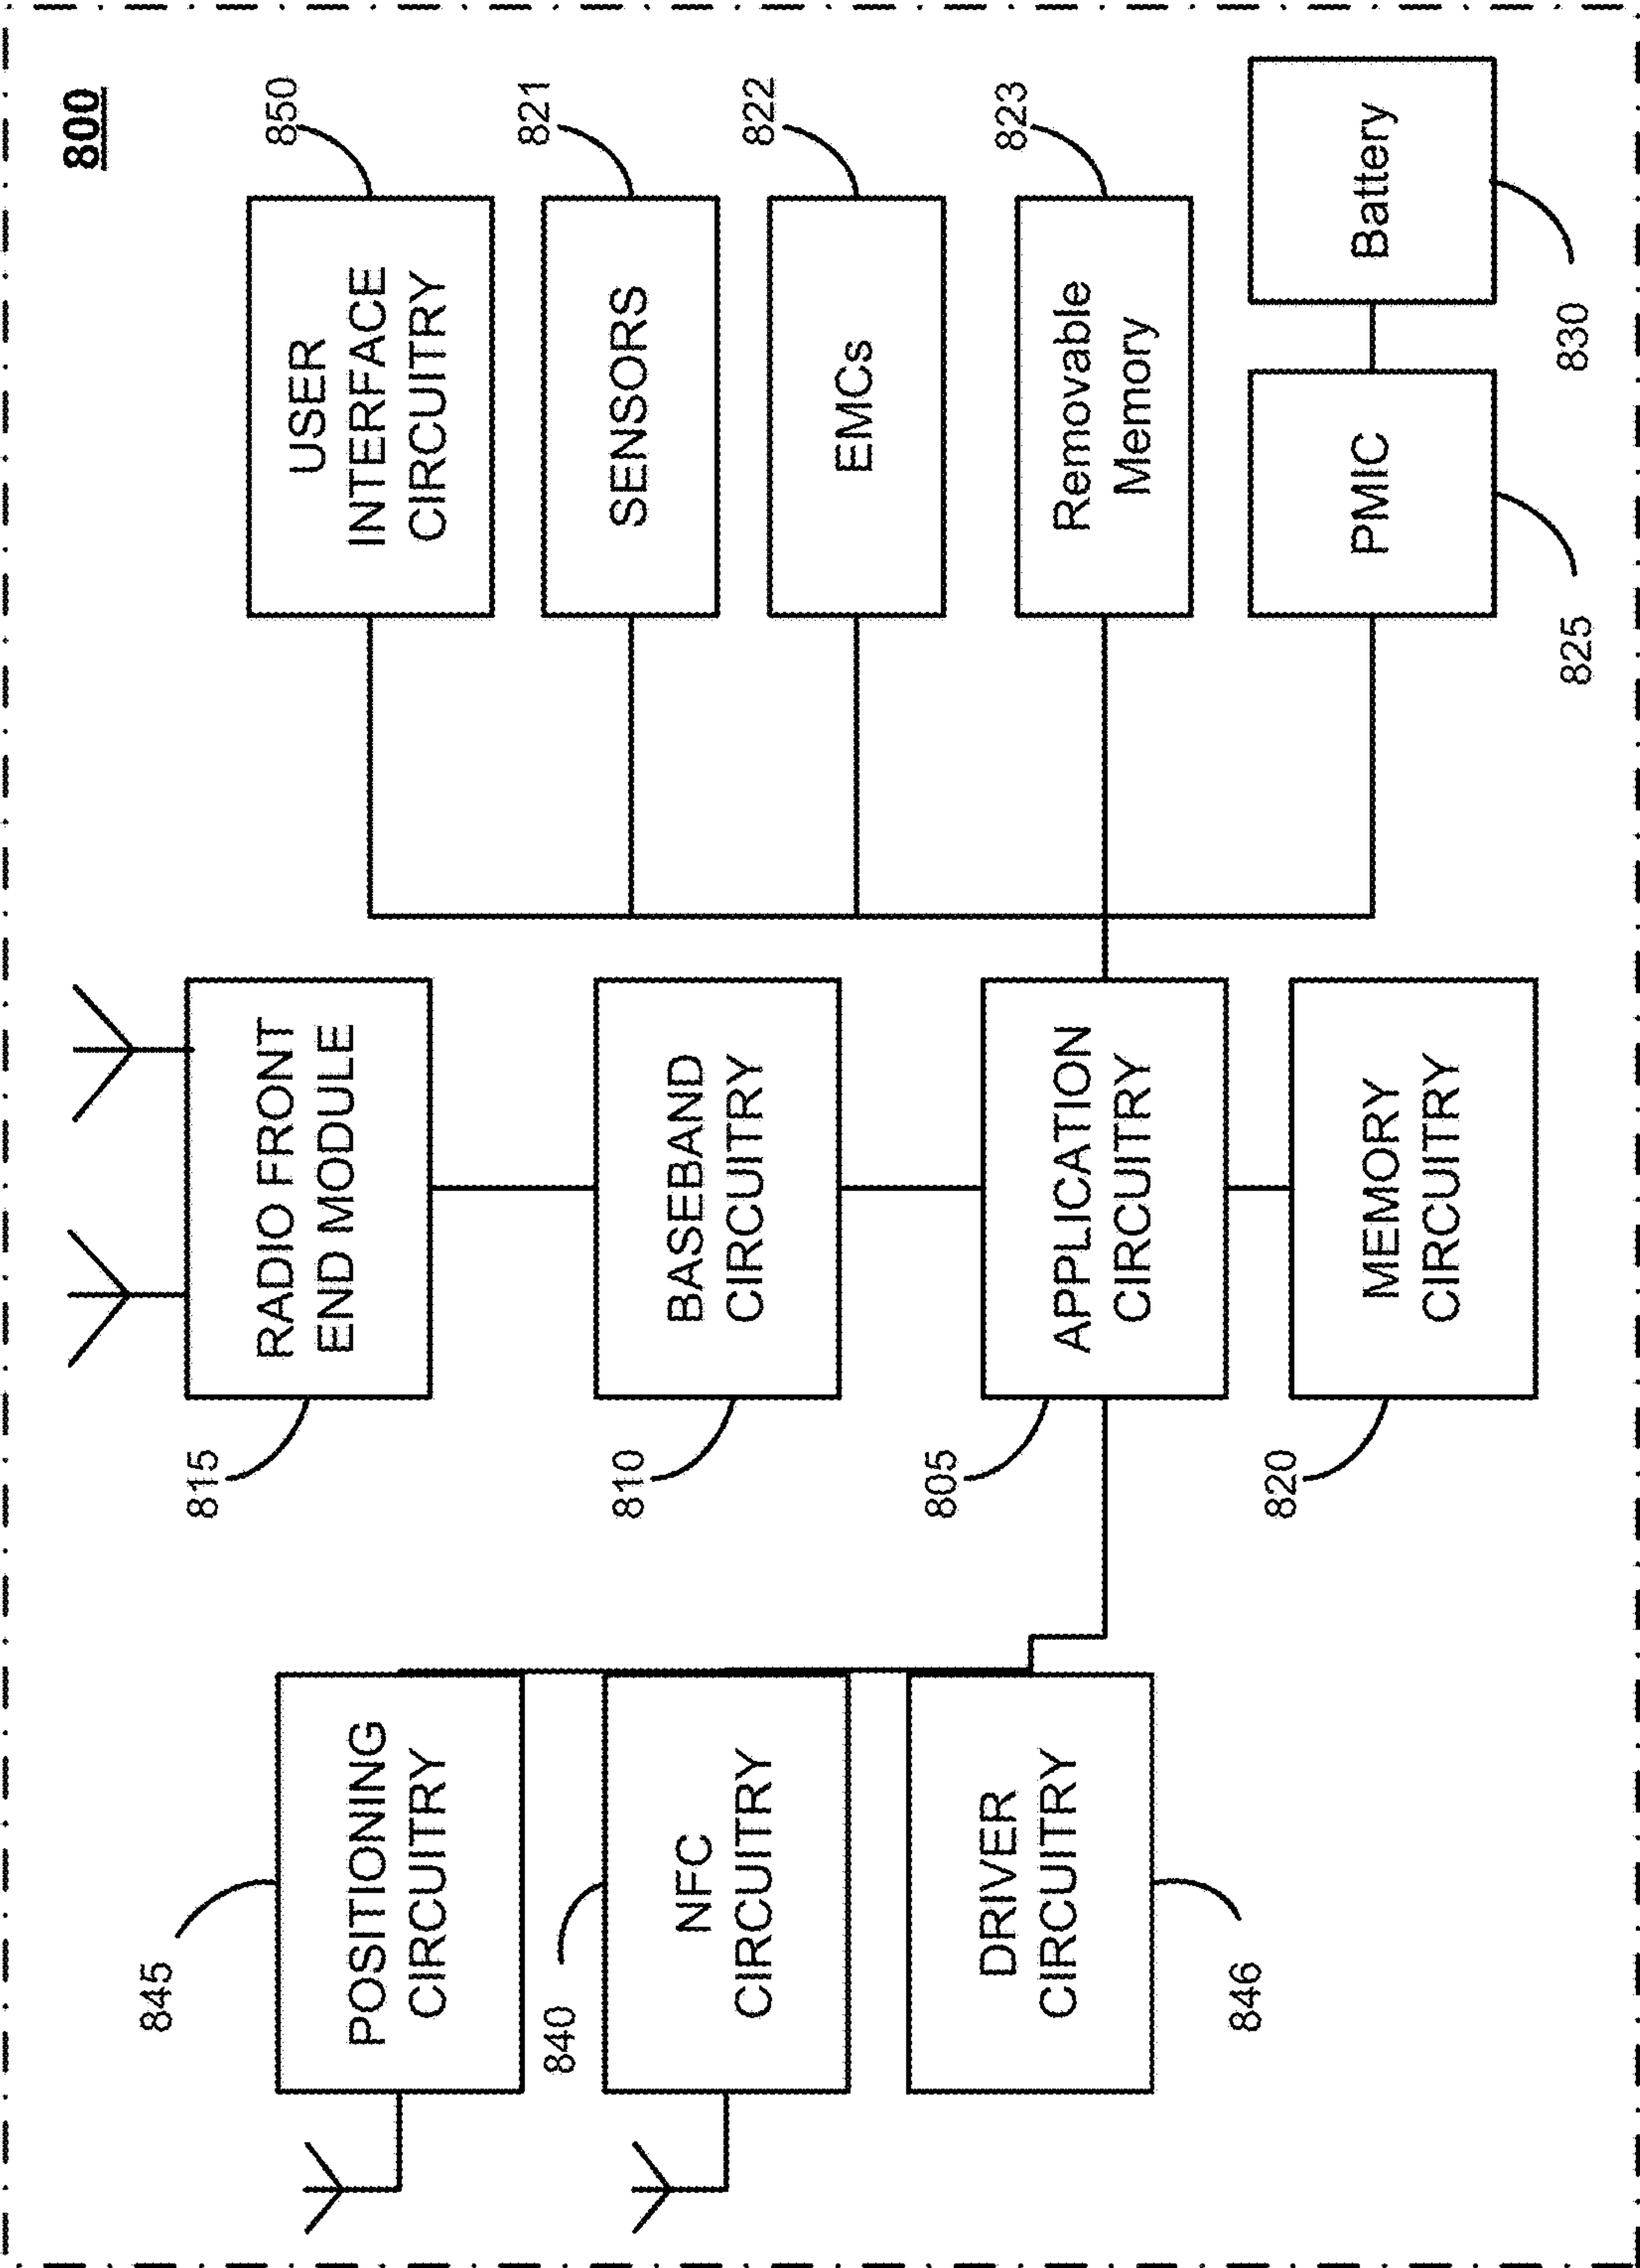 800
845
POSITIONING
CIRCUITRY
840
NFC
CIRCUITRY
DRIVER
CIRCUITRY
846
815
RADIO FRONT
END MODULE
810
BASEBAND
CIRCUITRY
805
APPLICATION
CIRCUITRY
820
MEMORY
CIRCUITRY
850
USER
INTERFACE
CIRCUITRY
821
SENSORS
822
EMCs
823
Removable
Memory
PMIC
825
Battery
830